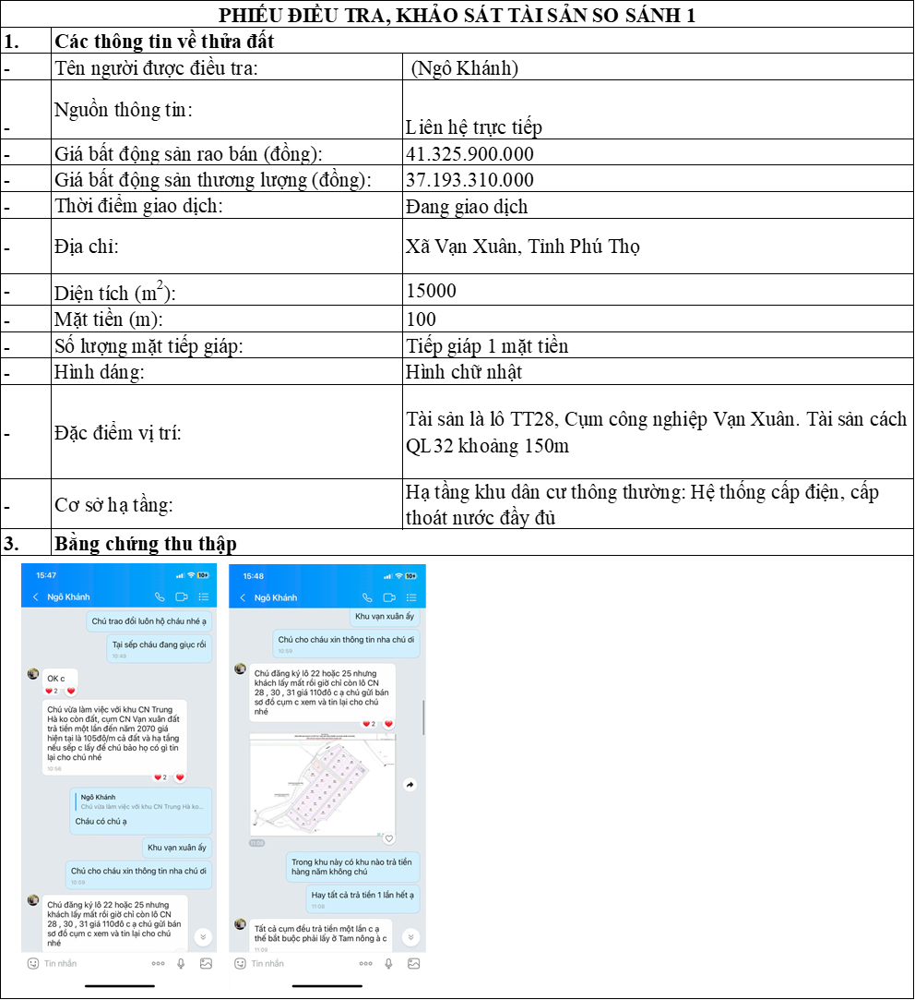 PHIẾU ĐIỀU TRA, KHẢO SÁT TÀI SẢN SO SÁNH 1
1. Các thông tin về thửa đất
- Tên người được điều tra: (Ngô Khánh)
- Nguồn thông tin: Liên hệ trực tiếp
- Giá bất động sản rao bán (đồng): 41.325.900.000
- Giá bất động sản thương lượng (đồng): 37.193.310.000
- Thời điểm giao dịch: Đang giao dịch
- Địa chỉ: Xã Vạn Xuân, Tỉnh Phú Thọ
- Diện tích (m²): 15000
- Mặt tiền (m): 100
- Số lượng mặt tiếp giáp: Tiếp giáp 1 mặt tiền
- Hình dáng: Hình chữ nhật
- Đặc điểm vị trí: Tài sản là lô TT28, Cụm công nghiệp Vạn Xuân. Tài sản cách
QL32 khoảng 150m
- Cơ sở hạ tầng: Hạ tầng khu dân cư thông thường: Hệ thống cấp điện, cấp
thoát nước đầy đủ
3. Bằng chứng thu thập
15:47
10+
Ngô Khánh
Chú trao đổi luôn hộ cháu nhé ạ
Tại sếp cháu đang giục rồi
10:49
OK c
2
Chú vừa làm việc với khu CN Trung
Hà ko còn đất, cụm CN Vạn xuân đất
trả tiền một lần đến năm 2070 giá
hiện tại là 105đô/m cả đất và hạ tầng
nếu sếp c lấy để chú bảo họ có gì tin
lại cho chú nhé
10:56
2
Ngô Khánh
Chú vừa làm việc với khu CN Trung Hà ko...
Cháu có chú ạ
Khu vạn xuân ấy
Chú cho cháu xin thông tin nha chú ơi
10:59
Chú đăng ký lô 22 hoặc 25 nhưng
khách lấy mất rồi giờ chỉ còn lô CN
28 , 30 , 31 giá 110đô c ạ chú gửi bán
sơ đồ cụm c xem và tin lại cho chú
nhé
Tin nhắn
15:48
10+
Ngô Khánh
Khu vạn xuân ấy
Chú cho cháu xin thông tin nha chú ơi
10:59
Chú đăng ký lô 22 hoặc 25 nhưng
khách lấy mất rồi giờ chỉ còn lô CN
28 , 30 , 31 giá 110đô c ạ chú gửi bán
sơ đồ cụm c xem và tin lại cho chú
nhé
2
11:08
Trong khu này có khu nào trả tiền
hàng năm không chú
Hay tất cả trả tiền 1 lần hết ạ
11:08
Tất cả cụm đều trả tiền một lần c ạ
thế bắt buộc phải lấy ở Tam nông à c
11:09
Tin nhắn